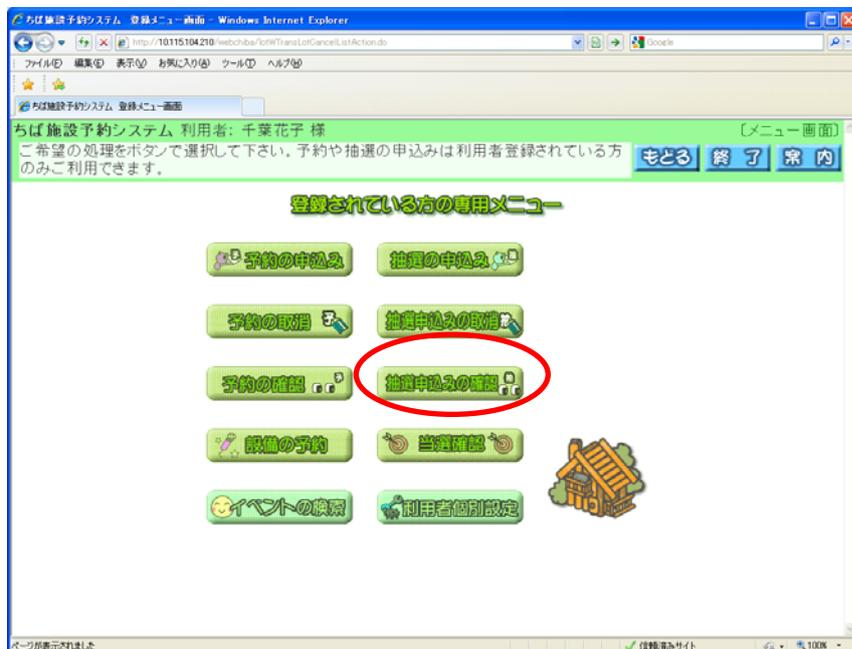 ちば施設予約システム 登録メニュー画面 - Windows Internet Explorer
http://10.115.104.210/webchiba/lotWTransLotCancelListAction.do
Google
ファイル(F) 編集(E) 表示(V) お気に入り(A) ツール(T) ヘルプ(H)
ちば施設予約システム 登録メニュー画面
ちば施設予約システム 利用者: 千葉花子 様 〔メニュー画面〕
ご希望の処理をボタンで選択して下さい。予約や抽選の申込みは利用者登録されている方
のみご利用できます。
もどる 終了 案内
登録されている方の専用メニュー
予約の申込み 抽選の申込み
予約の取消 抽選申込みの取消
予約の確認 抽選申込みの確認
設備の予約 当選確認
イベントの検索 利用者個別設定
ページが表示されました 信頼済みサイト 100%